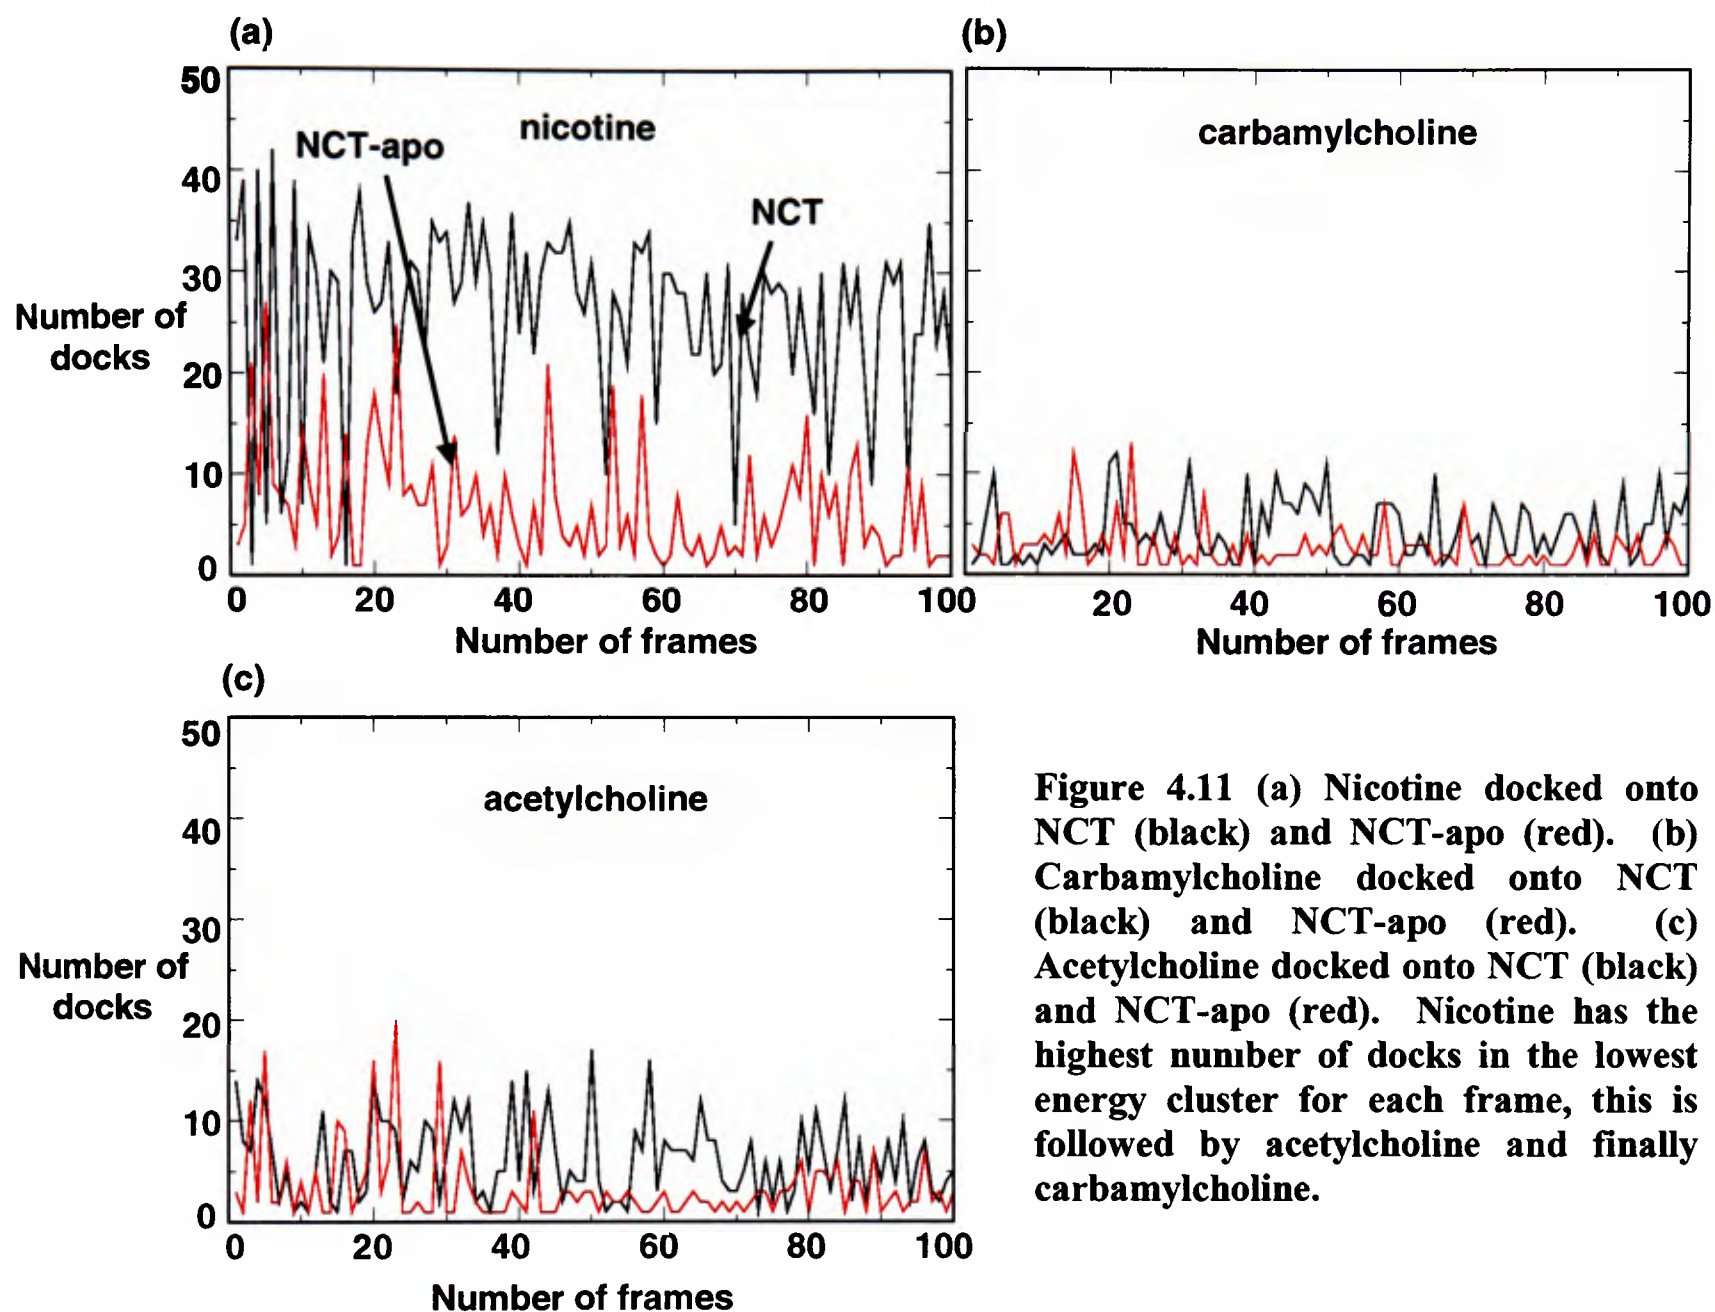 (a)
50
40
30
20
10
0
nicotine
NCT-apo
NCT
Number of
docks
0 20 40 60 80 100
Number of frames
(b)
carbamylcholine
0 20 40 60 80 100
Number of frames
(c)
50
40
30
20
10
0
acetylcholine
Number of
docks
0 20 40 60 80 100
Number of frames
Figure 4.11 (a) Nicotine docked onto
NCT (black) and NCT-apo (red). (b)
Carbamylcholine docked onto NCT
(black) and NCT-apo (red). (c)
Acetylcholine docked onto NCT (black)
and NCT-apo (red). Nicotine has the
highest number of docks in the lowest
energy cluster for each frame, this is
followed by acetylcholine and finally
carbamylcholine.